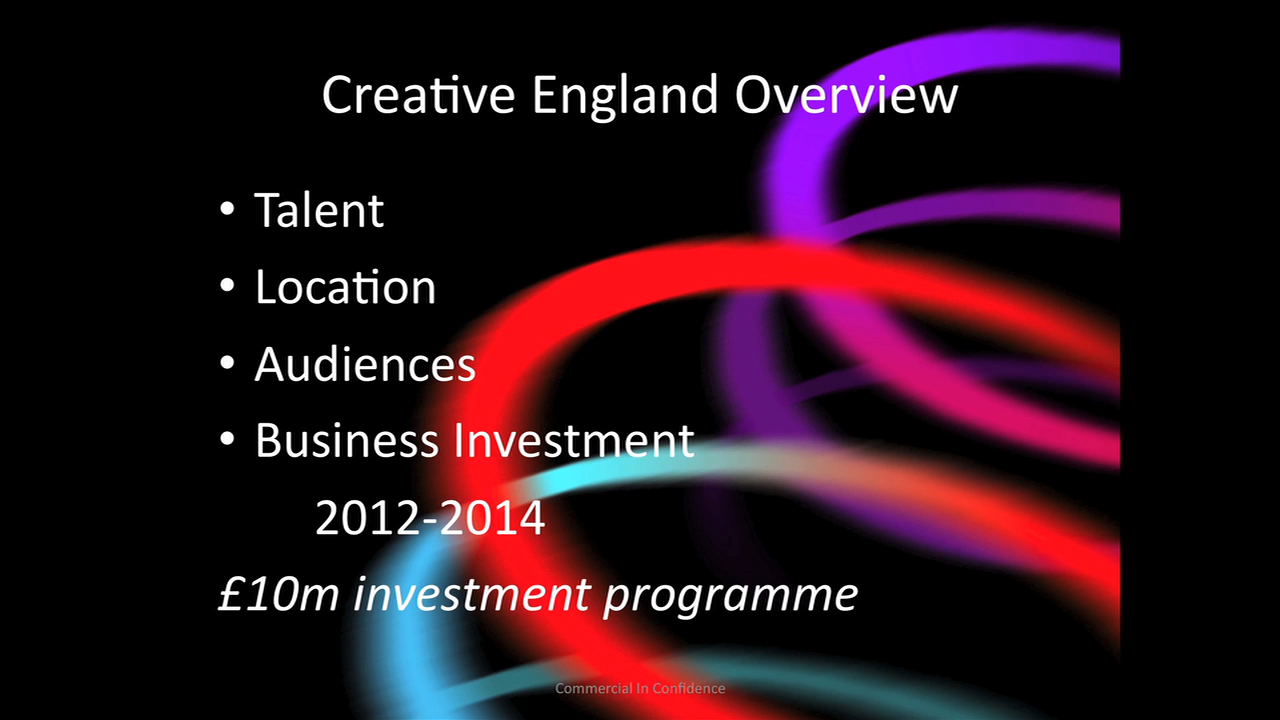 Creative England Overview
• Talent
• Location
• Audiences
• Business Investment
2012-2014
£10m investment programme
Commercial In Confidence